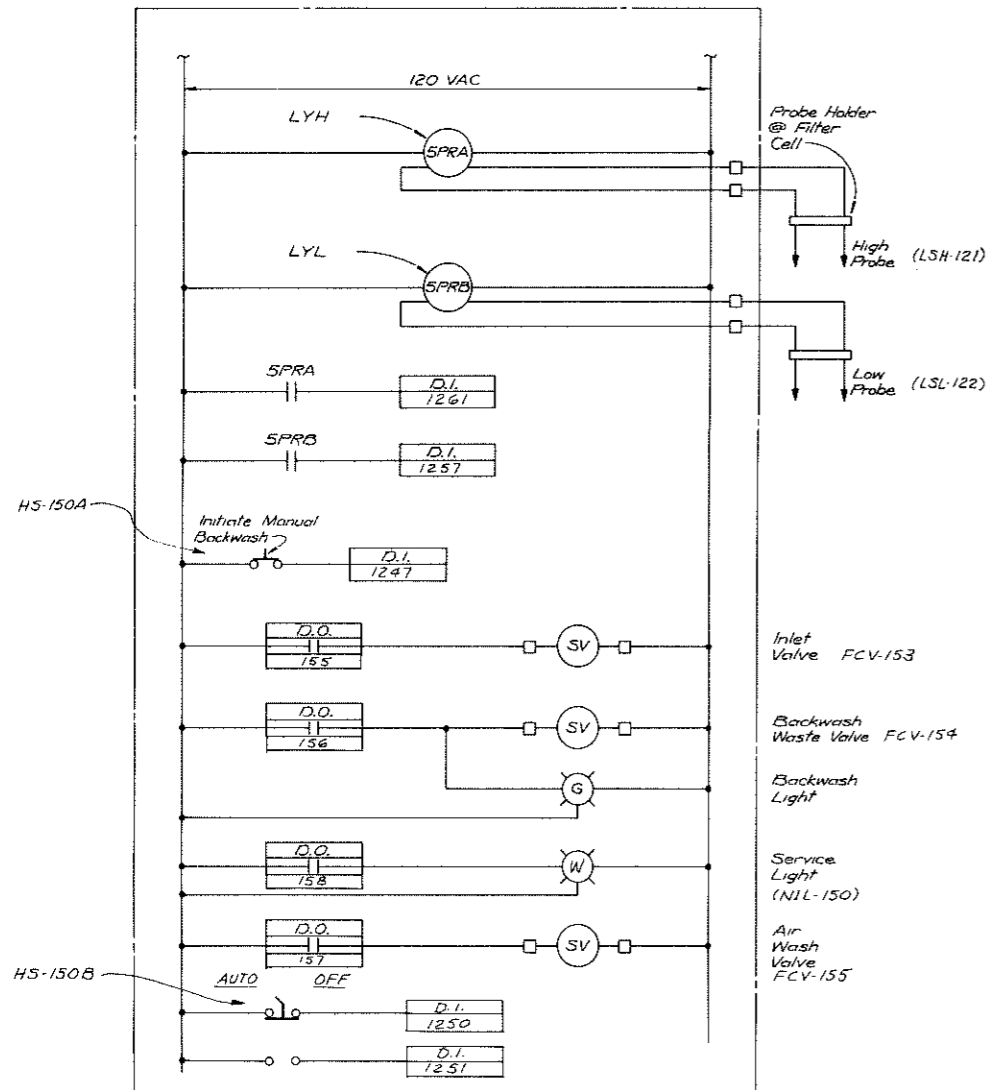 120 VAC
LYH
5PRA
Probe Holder
@ Filter
Cell
High
Probe (LSH-121)
LYL
5PRB
Low
Probe (LSL-122)
5PRA
D.I.
1261
5PRB
D.I.
1257
HS-150A
Initiate Manual
Backwash
D.I.
1247
D.O.
155
SV
Inlet
Valve FCV-153
D.O.
156
SV
Backwash
Waste Valve FCV-154
G
Backwash
Light
D.O.
158
W
Service
Light
(NIL-150)
D.O.
157
SV
Air
Wash
Valve
FCV-155
HS-150B
AUTO OFF
D.I.
1250
D.I.
1251